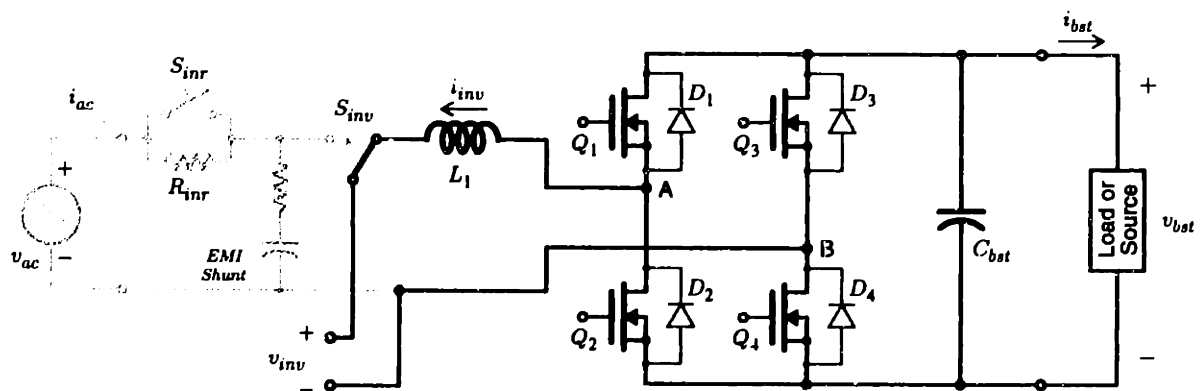 S_inr
i_ac
+
R_inr
v_ac
−
EMI
Shunt
S_inv
i_inv
L_1
+
v_inv
−
Q_1
D_1
Q_3
D_3
A
B
Q_2
D_2
Q_4
D_4
C_bst
i_bst
+
Load or
Source
v_bst
−